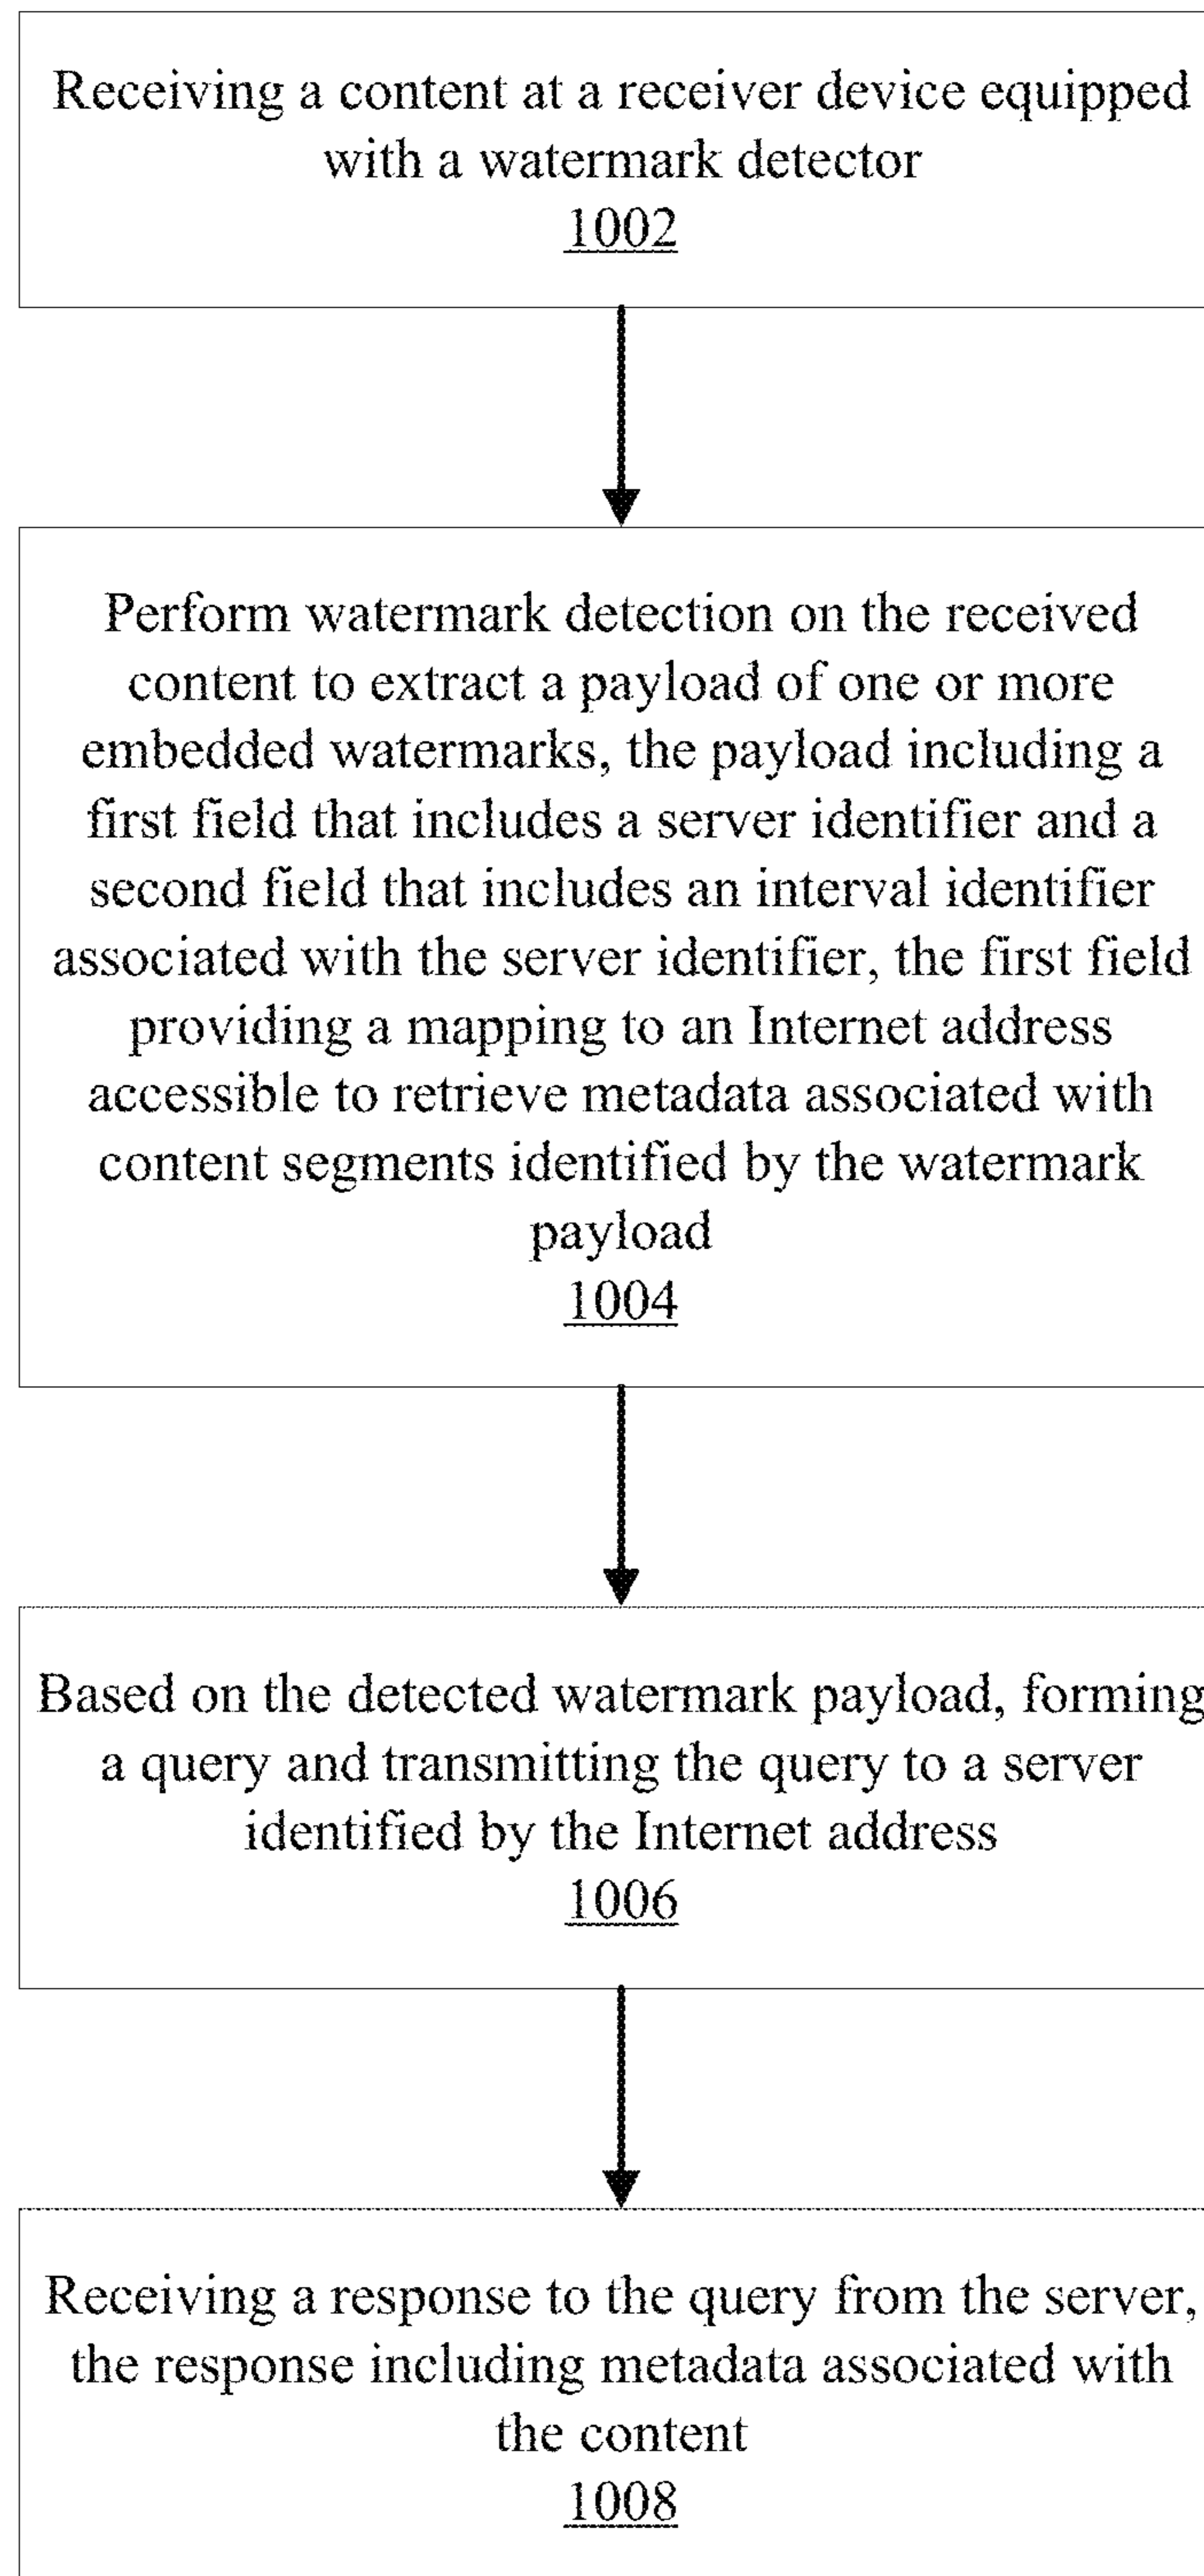 Receiving a content at a receiver device equipped
with a watermark detector
1002
Perform watermark detection on the received
content to extract a payload of one or more
embedded watermarks, the payload including a
first field that includes a server identifier and a
second field that includes an interval identifier
associated with the server identifier, the first field
providing a mapping to an Internet address
accessible to retrieve metadata associated with
content segments identified by the watermark
payload
1004
Based on the detected watermark payload, forming
a query and transmitting the query to a server
identified by the Internet address
1006
Receiving a response to the query from the server,
the response including metadata associated with
the content
1008